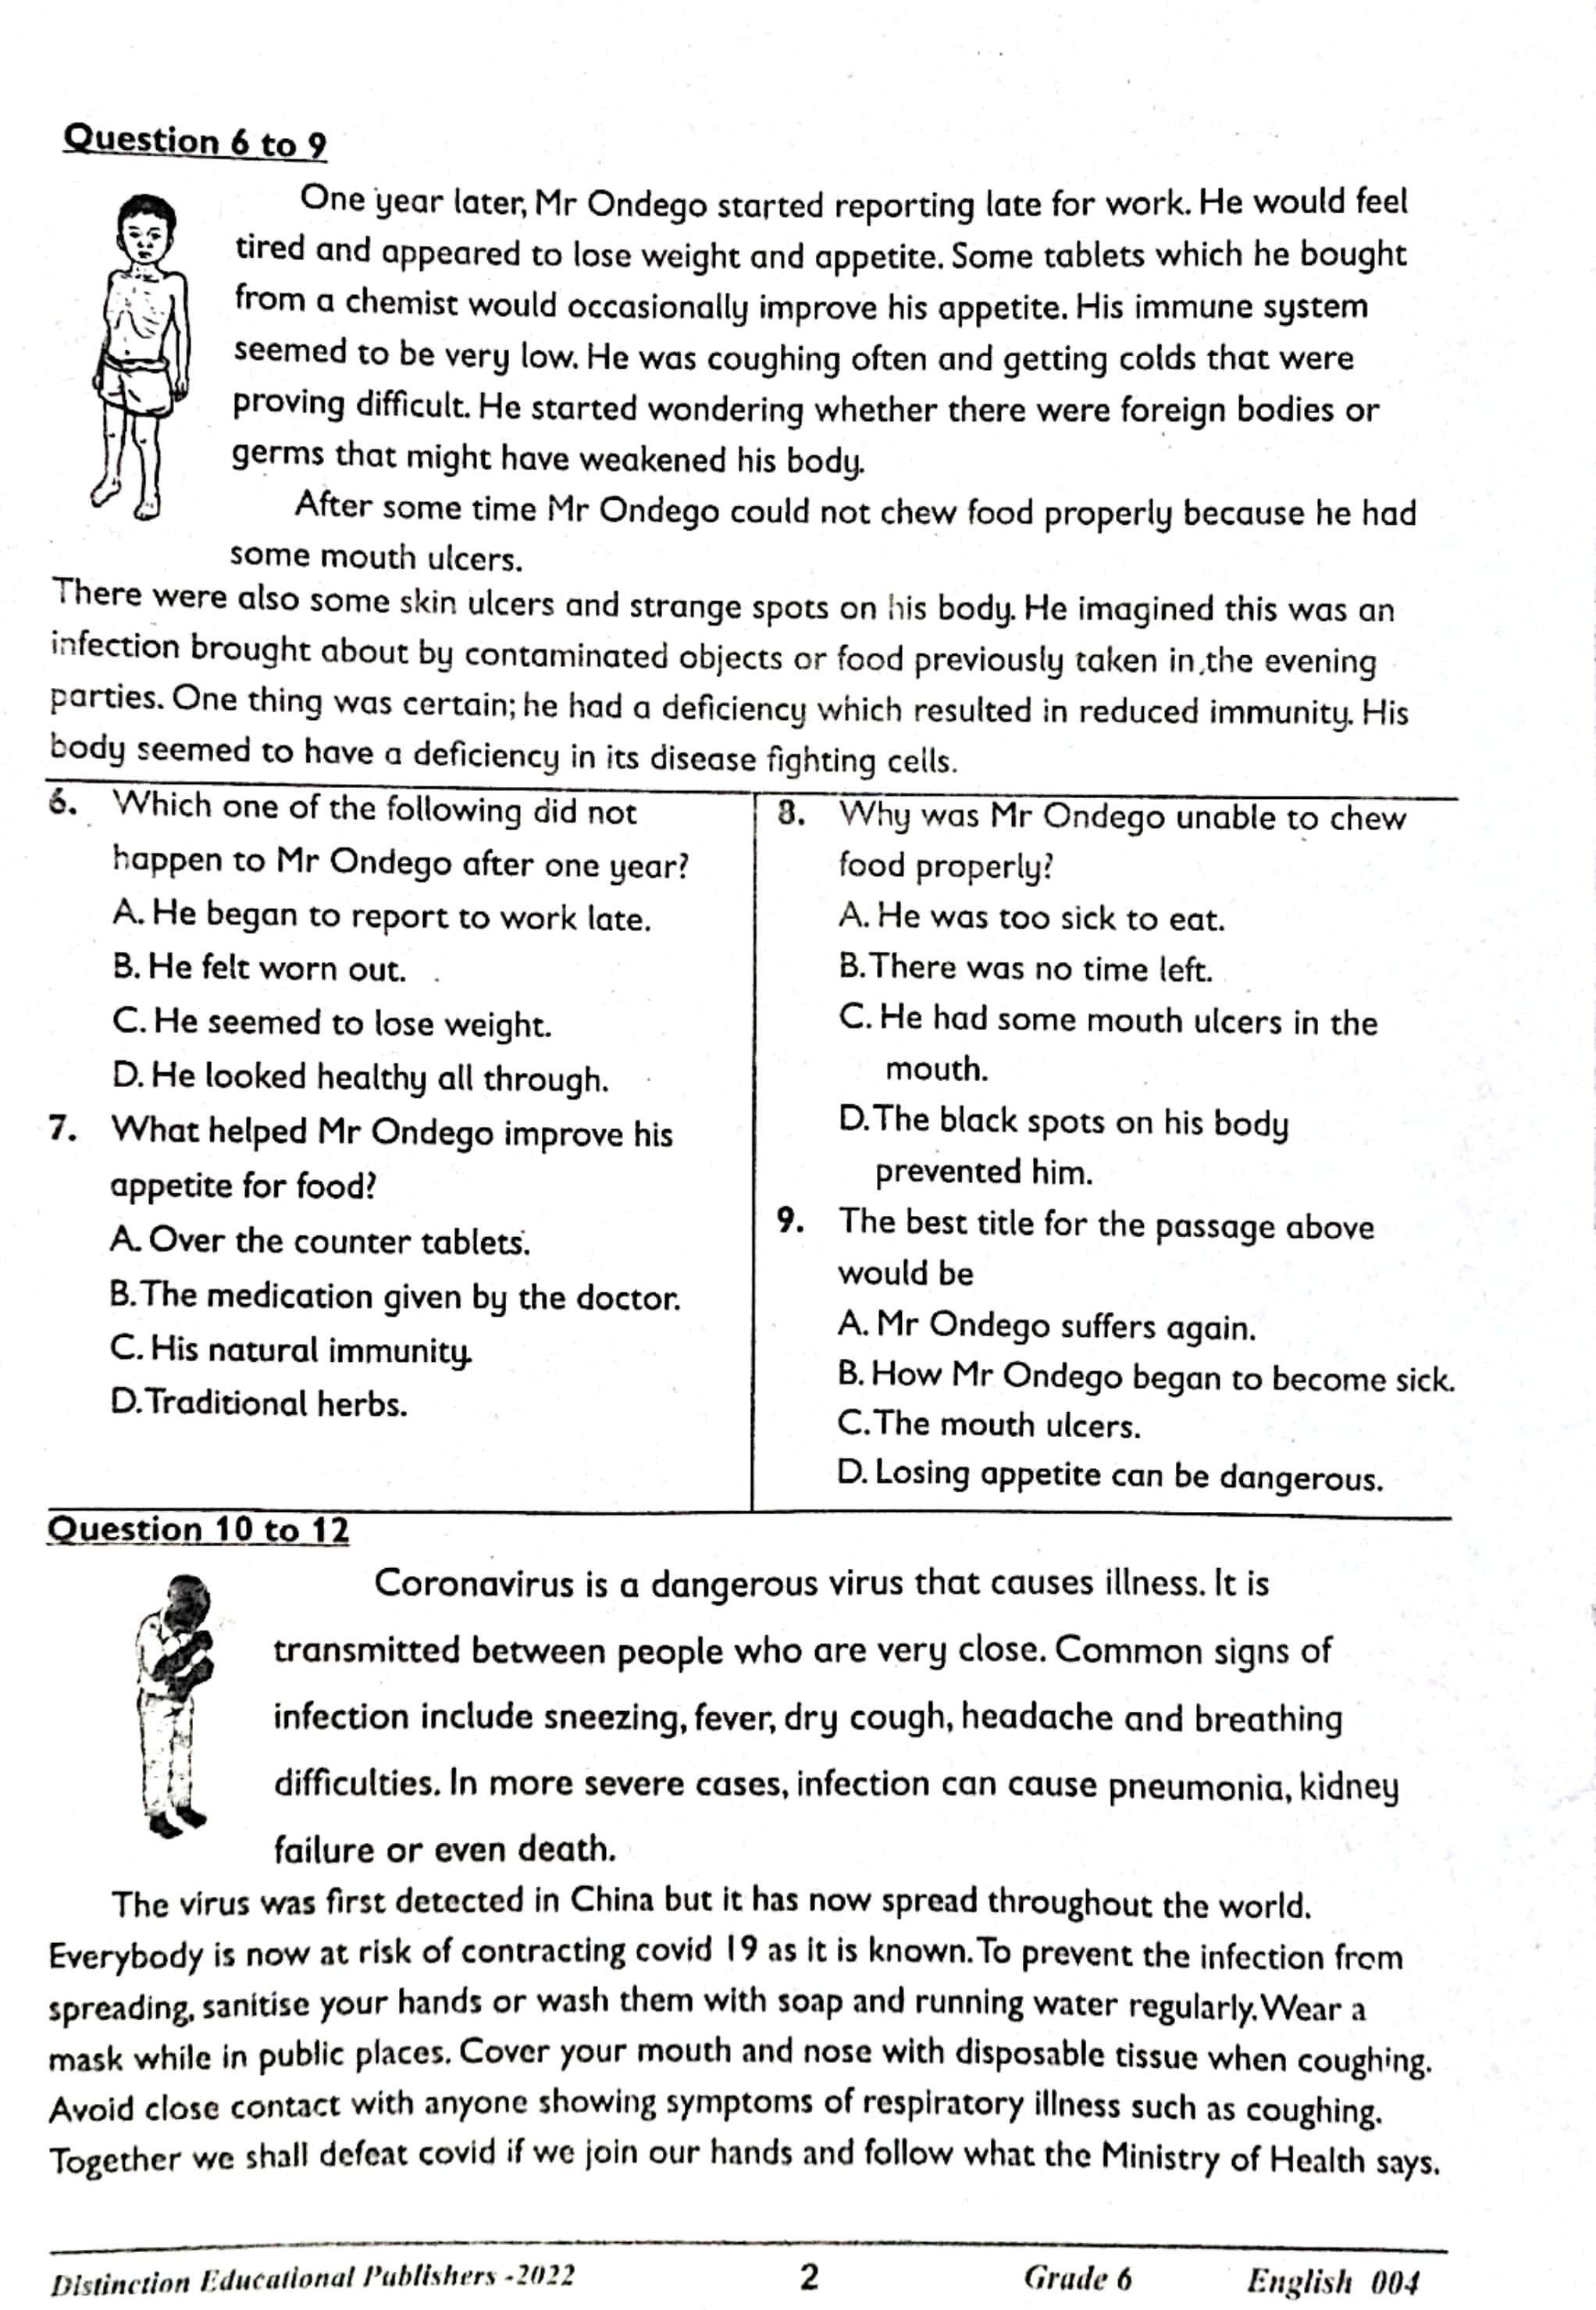 Question 6 to 9
One year later, Mr Ondego started reporting late for work. He would feel
tired and appeared to lose weight and appetite. Some tablets which he bought
from a chemist would occasionally improve his appetite. His immune system
seemed to be very low. He was coughing often and getting colds that were
proving difficult. He started wondering whether there were foreign bodies or
germs that might have weakened his body.
After some time Mr Ondego could not chew food properly because he had
some mouth ulcers.
There were also some skin ulcers and strange spots on his body. He imagined this was an
infection brought about by contaminated objects or food previously taken in the evening
parties. One thing was certain; he had a deficiency which resulted in reduced immunity. His
body seemed to have a deficiency in its disease fighting cells.
6. Which one of the following did not
happen to Mr Ondego after one year?
A. He began to report to work late.
B. He felt worn out.
C. He seemed to lose weight.
D. He looked healthy all through.
7. What helped Mr Ondego improve his
appetite for food?
A. Over the counter tablets.
B. The medication given by the doctor.
C. His natural immunity.
D. Traditional herbs.
8. Why was Mr Ondego unable to chew
food properly?
A. He was too sick to eat.
B. There was no time left.
C. He had some mouth ulcers in the
mouth.
D. The black spots on his body
prevented him.
9. The best title for the passage above
would be
A. Mr Ondego suffers again.
B. How Mr Ondego began to become sick.
C. The mouth ulcers.
D. Losing appetite can be dangerous.
Question 10 to 12
Coronavirus is a dangerous virus that causes illness. It is
transmitted between people who are very close. Common signs of
infection include sneezing, fever, dry cough, headache and breathing
difficulties. In more severe cases, infection can cause pneumonia, kidney
failure or even death.
The virus was first detected in China but it has now spread throughout the world.
Everybody is now at risk of contracting covid 19 as it is known. To prevent the infection from
spreading, sanitise your hands or wash them with soap and running water regularly. Wear a
mask while in public places. Cover your mouth and nose with disposable tissue when coughing.
Avoid close contact with anyone showing symptoms of respiratory illness such as coughing.
Together we shall defeat covid if we join our hands and follow what the Ministry of Health says.
Distinction Educational Publishers -2022 2 Grade 6 English 004